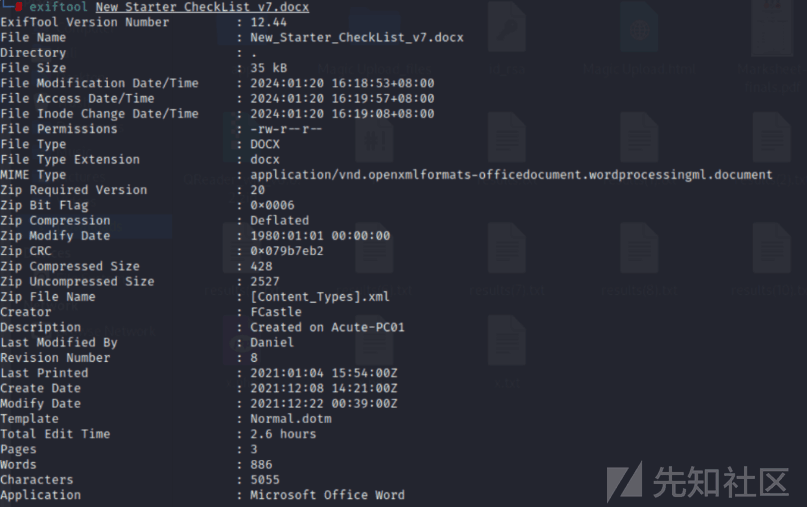 exiftool New_Starter_CheckList_v7.docx
ExifTool Version Number : 12.44
File Name : New_Starter_CheckList_v7.docx
Directory : .
File Size : 35 kB
File Modification Date/Time : 2024:01:20 16:18:53+08:00
File Access Date/Time : 2024:01:20 16:19:57+08:00
File Inode Change Date/Time : 2024:01:20 16:19:08+08:00
File Permissions : -rw-r--r--
File Type : DOCX
File Type Extension : docx
MIME Type : application/vnd.openxmlformats-officedocument.wordprocessingml.document
Zip Required Version : 20
Zip Bit Flag : 0×0006
Zip Compression : Deflated
Zip Modify Date : 1980:01:01 00:00:00
Zip CRC : 0×079b7eb2
Zip Compressed Size : 428
Zip Uncompressed Size : 2527
Zip File Name : [Content_Types].xml
Creator : FCastle
Description : Created on Acute-PC01
Last Modified By : Daniel
Revision Number : 8
Last Printed : 2021:01:04 15:54:00Z
Create Date : 2021:12:08 14:21:00Z
Modify Date : 2021:12:22 00:39:00Z
Template : Normal.dotm
Total Edit Time : 2.6 hours
Pages : 3
Words : 886
Characters : 5055
Application : Microsoft Office Word
先知社区